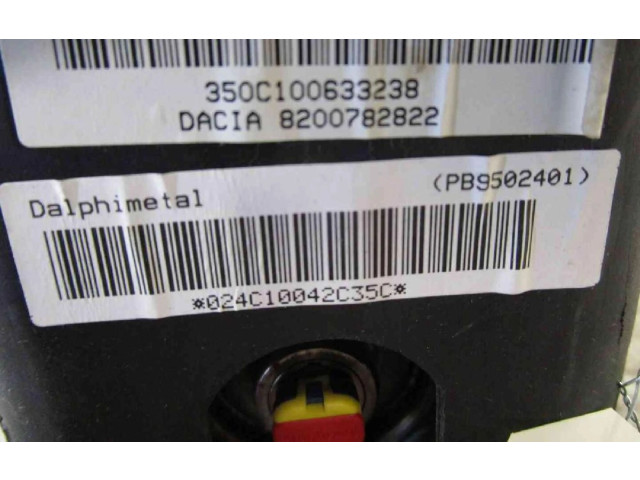 350C100633238
DACIA 8200782822
Dalphimetal (PB9502401)
*024C10042C35C*